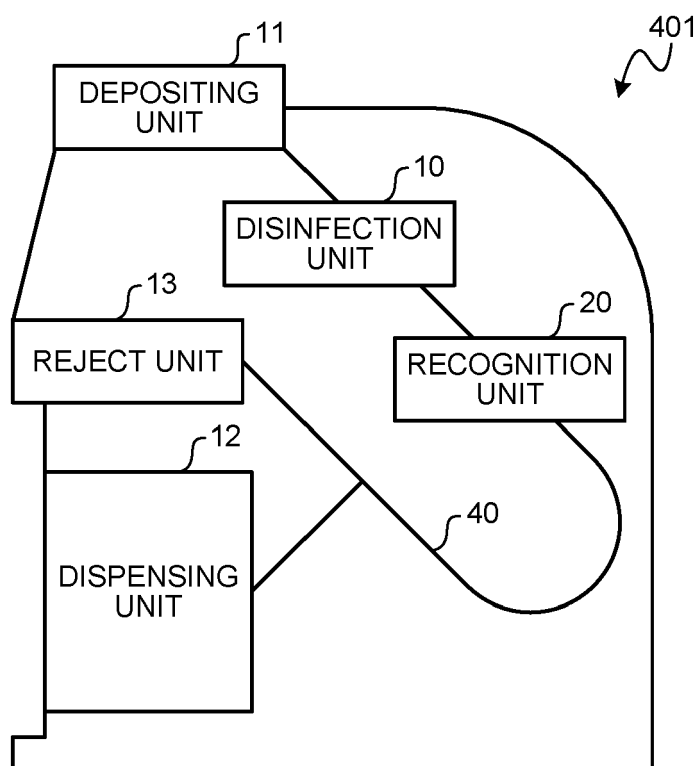 11
401
DEPOSITING
UNIT
10
DISINFECTION
UNIT
13
20
REJECT UNIT
RECOGNITION
UNIT
12
40
DISPENSING
UNIT